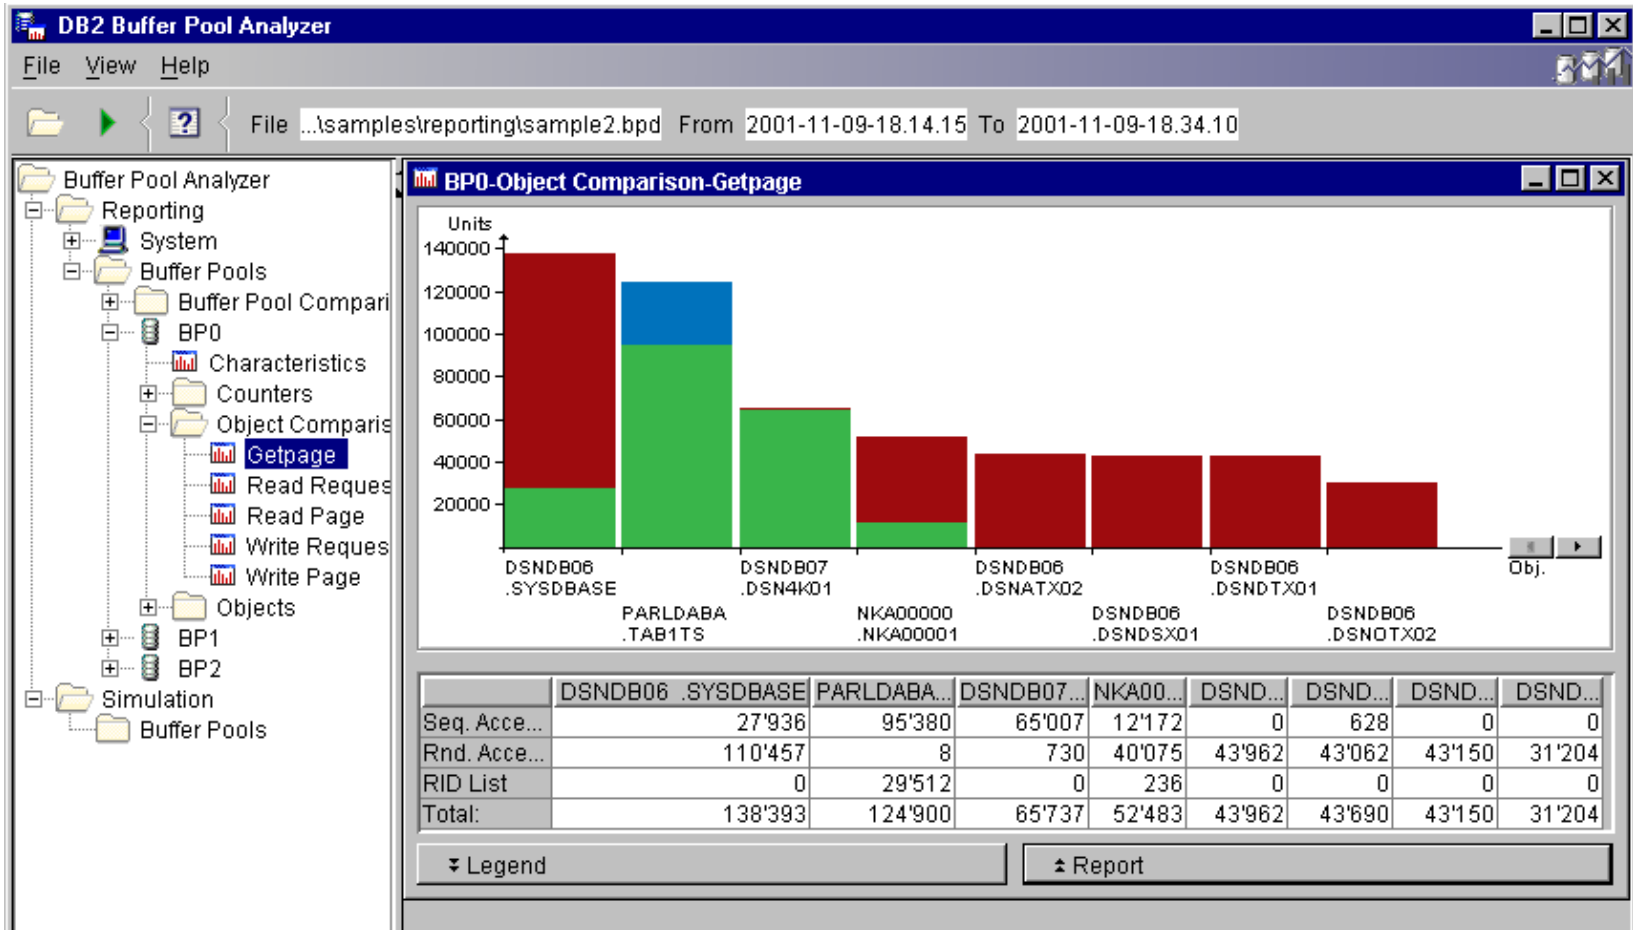 DB2 Buffer Pool Analyzer
File View Help
File ...\samples\reporting\sample2.bpd From 2001-11-09-18.14.15 To 2001-11-09-18.34.10
Buffer Pool Analyzer
Reporting
System
Buffer Pools
Buffer Pool Compari
BP0
Characteristics
Counters
Object Comparis
Getpage
Read Reques
Read Page
Write Reques
Write Page
Objects
BP1
BP2
Simulation
Buffer Pools
BP0-Object Comparison-Getpage
Units
140000
120000
100000
80000
60000
40000
20000
DSNDB06
.SYSDBASE
PARLDABA
.TAB1TS
DSNDB07
.DSN4K01
NKA00000
.NKA00001
DSNDB06
.DSNATX02
DSNDB06
.DSNDSX01
DSNDB06
.DSNDTX01
DSNDB06
.DSNOTX02
Obj.
DSNDB06 .SYSDBASE PARLDABA... DSNDB07... NKA00... DSND... DSND... DSND... DSND...
Seq. Acce... 27'936 95'380 65'007 12'172 0 628 0 0
Rnd. Acce... 110'457 8 730 40'075 43'962 43'062 43'150 31'204
RID List 0 29'512 0 236 0 0 0 0
Total: 138'393 124'900 65'737 52'483 43'962 43'690 43'150 31'204
Legend
Report